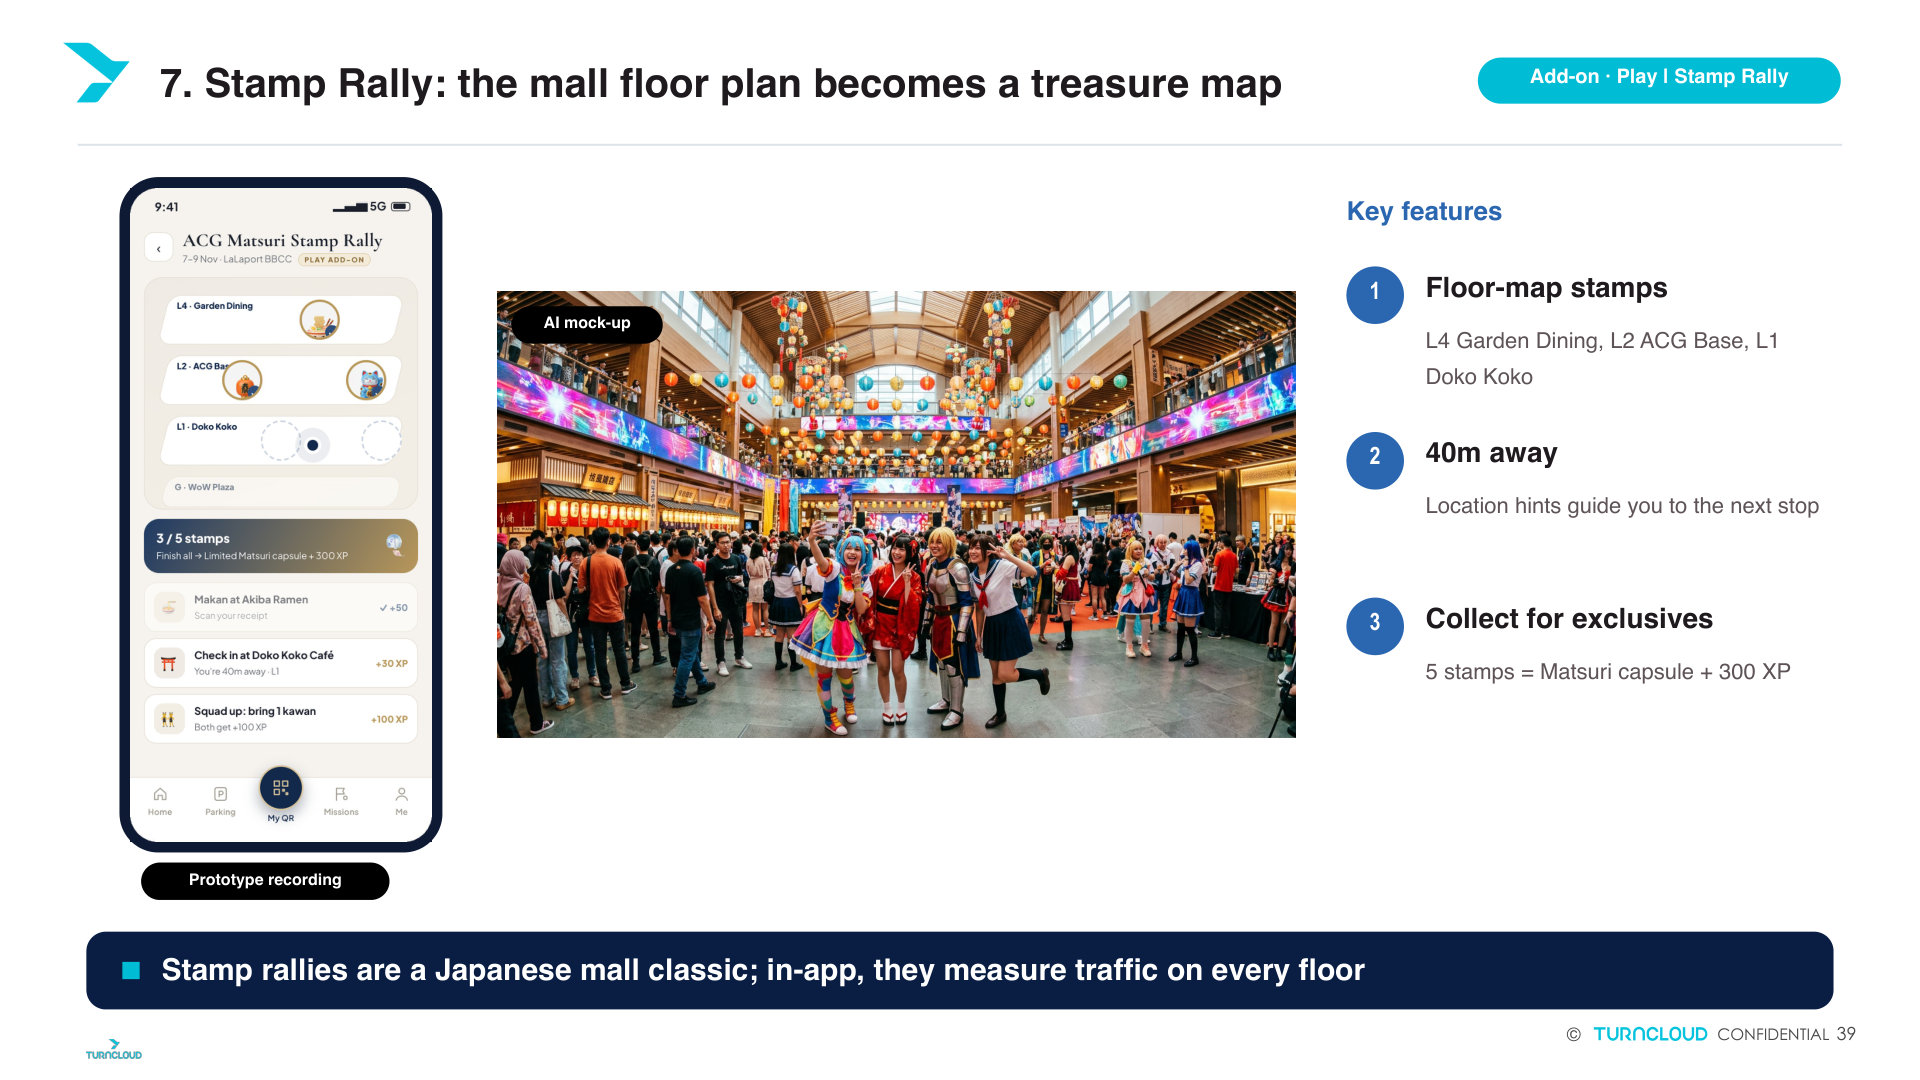 7. Stamp Rally: the mall floor plan becomes a treasure map
Add-on · Play | Stamp Rally
9:41
5G
‹
ACG Matsuri Stamp Rally
7–9 Nov · LaLaport BBCC
PLAY ADD-ON
L4 · Garden Dining
L2 · ACG Bas
L1 · Doko Koko
G · WoW Plaza
3 / 5 stamps
Finish all → Limited Matsuri capsule + 300 XP
Makan at Akiba Ramen
Scan your receipt
✓ +50
Check in at Doko Koko Café
You're 40m away · L1
+30 XP
Squad up: bring 1 kawan
Both get +100 XP
+100 XP
Home
Parking
My QR
Missions
Me
Prototype recording
AI mock-up
Key features
1
Floor-map stamps
L4 Garden Dining, L2 ACG Base, L1
Doko Koko
2
40m away
Location hints guide you to the next stop
3
Collect for exclusives
5 stamps = Matsuri capsule + 300 XP
Stamp rallies are a Japanese mall classic; in-app, they measure traffic on every floor
TURNCLOUD
© TURNCLOUD CONFIDENTIAL 39